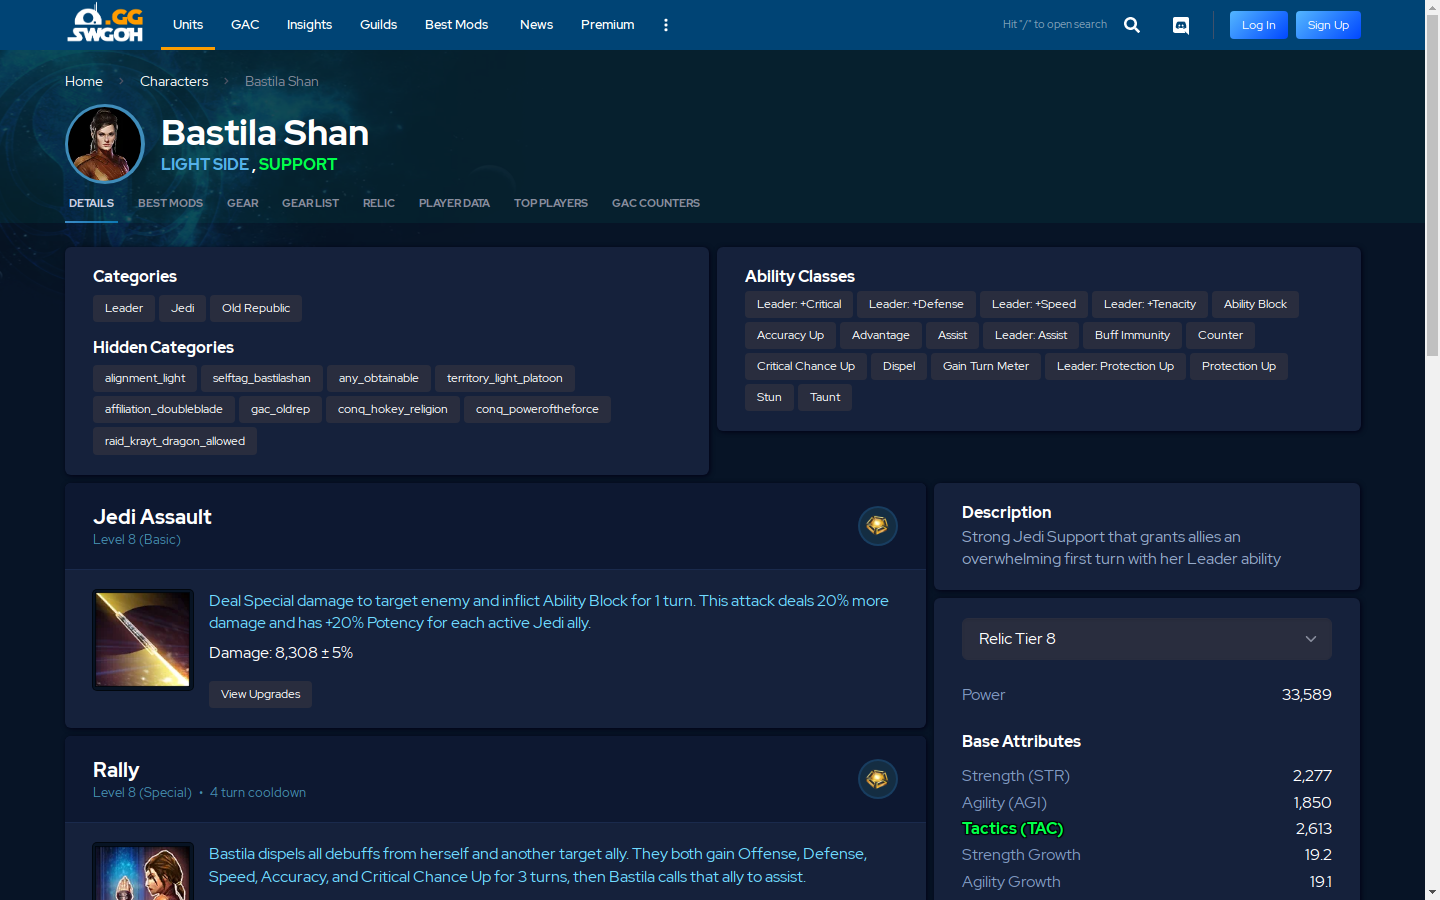 .GG
SWGOH
Units
GAC
Insights
Guilds
Best Mods
News
Premium
Hit "/" to open search
Log In
Sign Up
Home
Characters
Bastila Shan
Bastila Shan
LIGHT SIDE , SUPPORT
DETAILS
BEST MODS
GEAR
GEAR LIST
RELIC
PLAYER DATA
TOP PLAYERS
GAC COUNTERS
Categories
Leader
Jedi
Old Republic
Hidden Categories
alignment_light
selftag_bastilashan
any_obtainable
territory_light_platoon
affiliation_doubleblade
gac_oldrep
conq_hokey_religion
conq_poweroftheforce
raid_krayt_dragon_allowed
Ability Classes
Leader: +Critical
Leader: +Defense
Leader: +Speed
Leader: +Tenacity
Ability Block
Accuracy Up
Advantage
Assist
Leader: Assist
Buff Immunity
Counter
Critical Chance Up
Dispel
Gain Turn Meter
Leader: Protection Up
Protection Up
Stun
Taunt
Jedi Assault
Level 8 (Basic)
Deal Special damage to target enemy and inflict Ability Block for 1 turn. This attack deals 20% more
damage and has +20% Potency for each active Jedi ally.
Damage: 8,308 ± 5%
View Upgrades
Rally
Level 8 (Special) • 4 turn cooldown
Bastila dispels all debuffs from herself and another target ally. They both gain Offense, Defense,
Speed, Accuracy, and Critical Chance Up for 3 turns, then Bastila calls that ally to assist.
Description
Strong Jedi Support that grants allies an
overwhelming first turn with her Leader ability
Relic Tier 8
Power 33,589
Base Attributes
Strength (STR) 2,277
Agility (AGI) 1,850
Tactics (TAC) 2,613
Strength Growth 19.2
Agility Growth 19.1